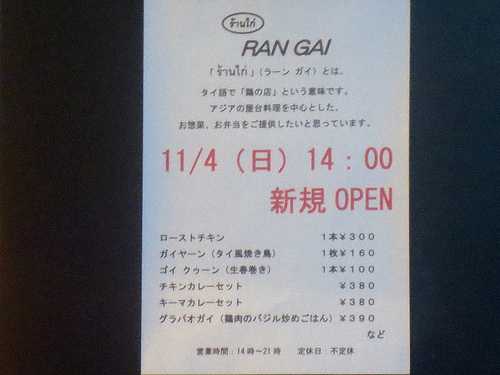 ร้านไก่
RAN GAI
「ร้านไก่」(ラーン ガイ) とは、
タイ語で「鶏の店」という意味です。
アジアの屋台料理を中心とした、
お惣菜、お弁当をご提供したいと思っています。
11/4 (日) 14:00
新規 OPEN
ローストチキン 1本¥300
ガイヤーン (タイ風焼き鳥) 1枚¥160
ゴイ クゥーン (生春巻き) 1本¥100
チキンカレーセット ¥380
キーマカレーセット ¥380
グラパオガイ (鶏肉のバジル炒めごはん) ¥390
など
営業時間:14時~21時 定休日:不定休